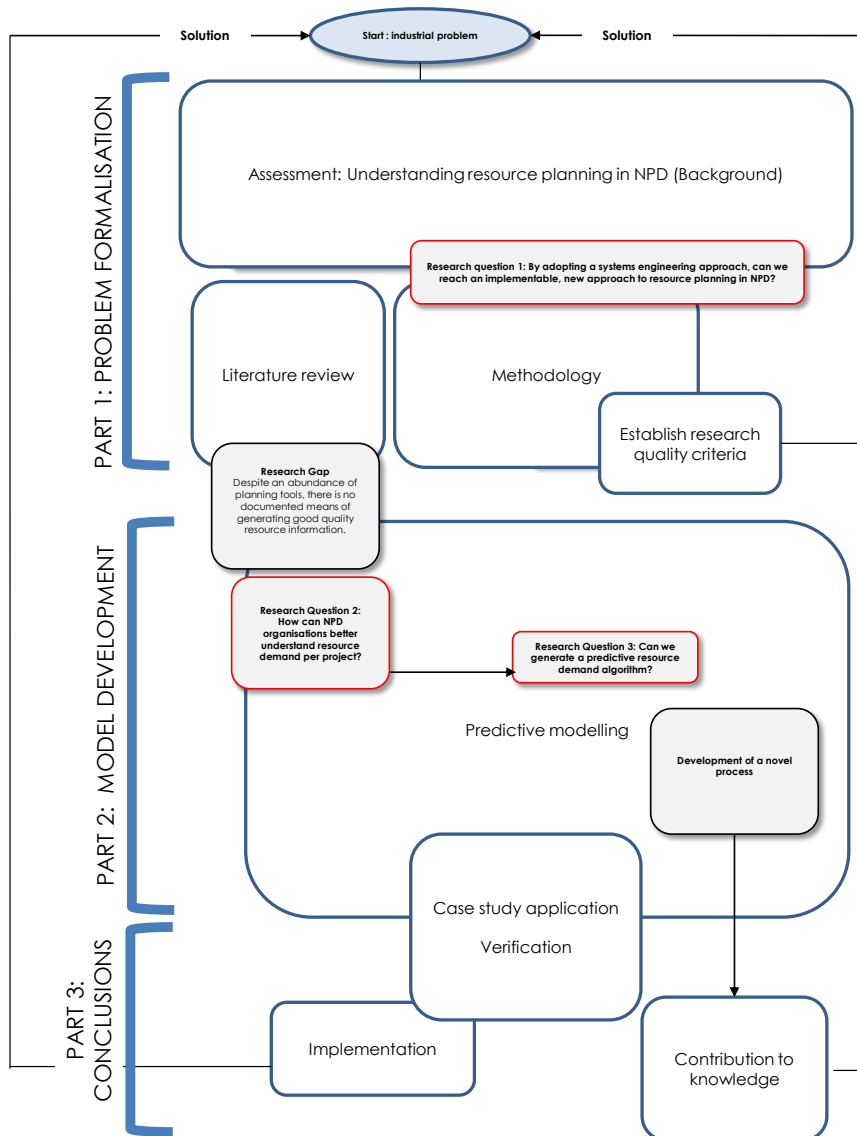 Solution
Start : industrial problem
Solution
PART 1: PROBLEM FORMALISATION
Assessment: Understanding resource planning in NPD (Background)
Research question 1: By adopting a systems engineering approach, can we
reach an implementable, new approach to resource planning in NPD?
Literature review
Methodology
Establish research
quality criteria
Research Gap
Despite an abundance of
planning tools, there is no
documented means of
generating good quality
resource information.
PART 2: MODEL DEVELOPMENT
Research Question 2:
How can NPD
organisations better
understand resource
demand per project?
Research Question 3: Can we
generate a predictive resource
demand algorithm?
Predictive modelling
Development of a novel
process
Case study application
Verification
PART 3:
CONCLUSIONS
Implementation
Contribution to
knowledge